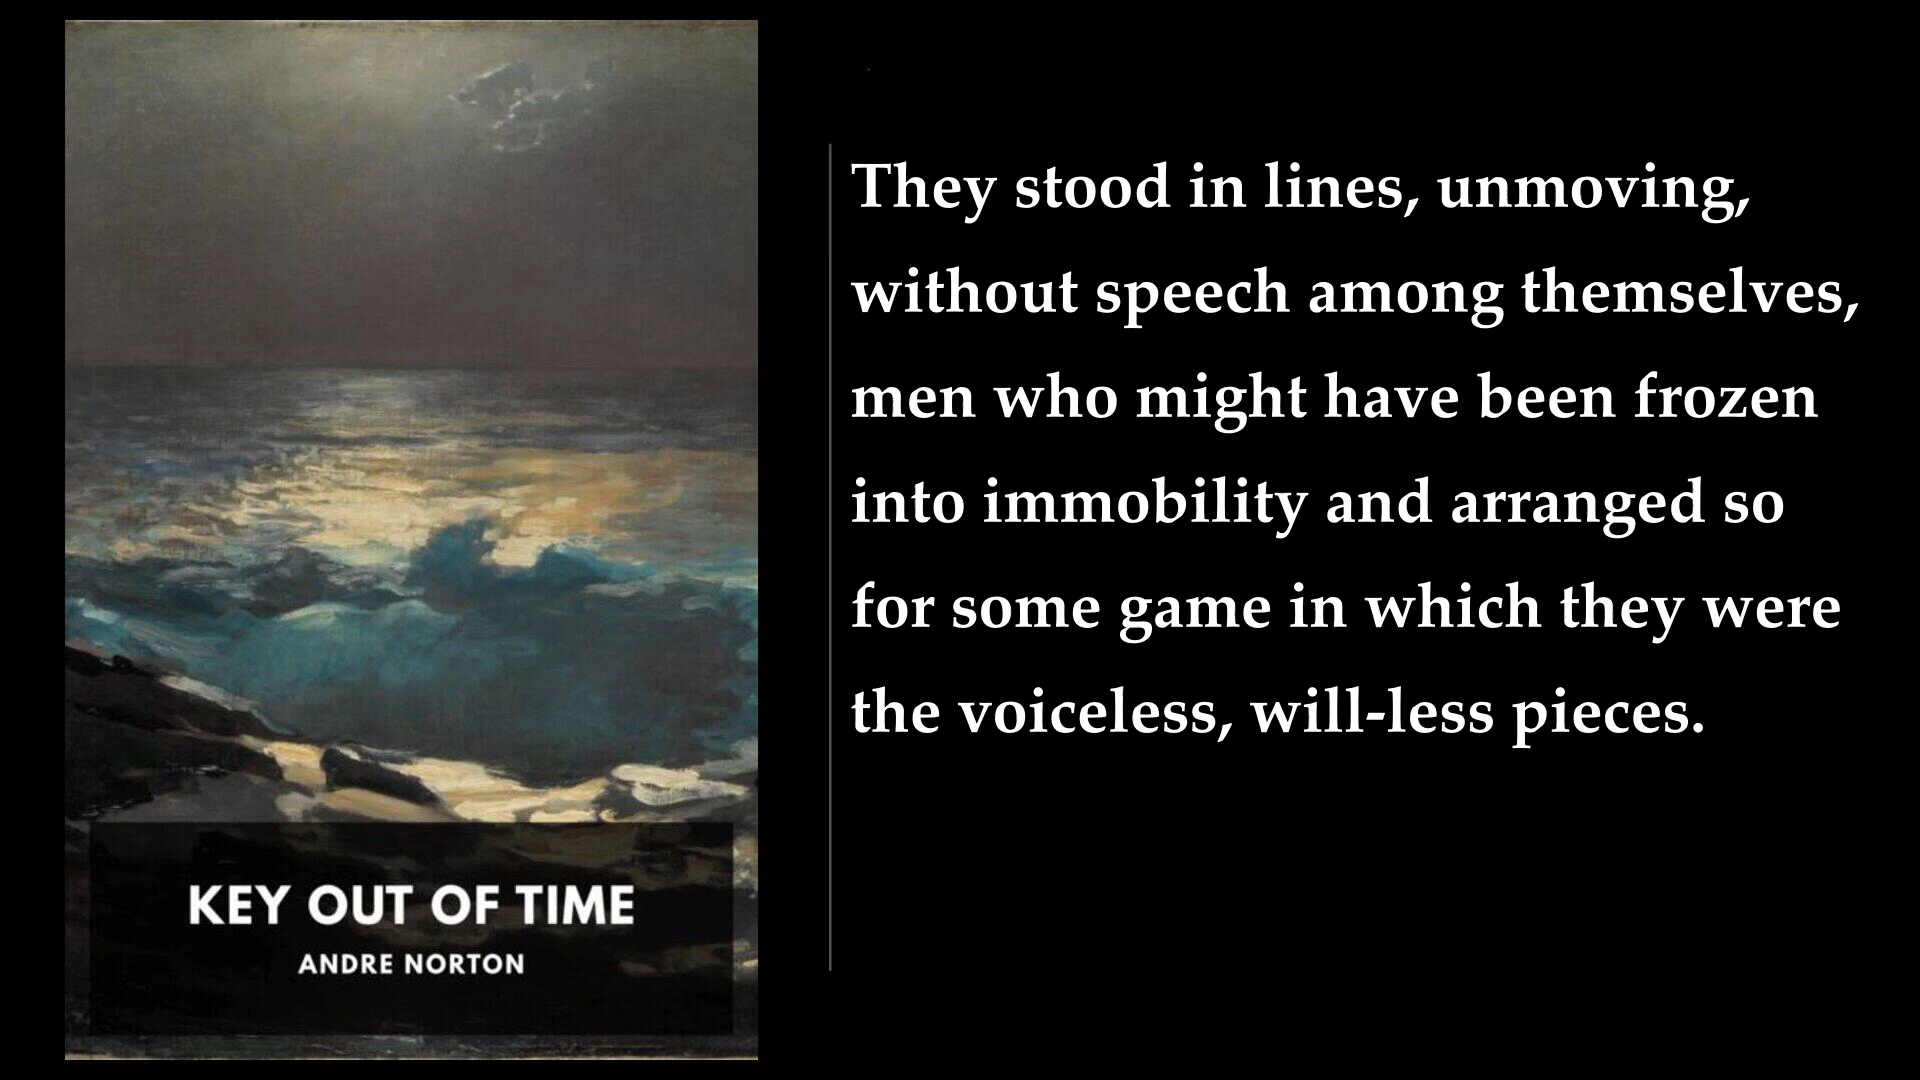 They stood in lines, unmoving,
without speech among themselves,
men who might have been frozen
into immobility and arranged so
for some game in which they were
the voiceless, will-less pieces.
KEY OUT OF TIME
ANDRE NORTON